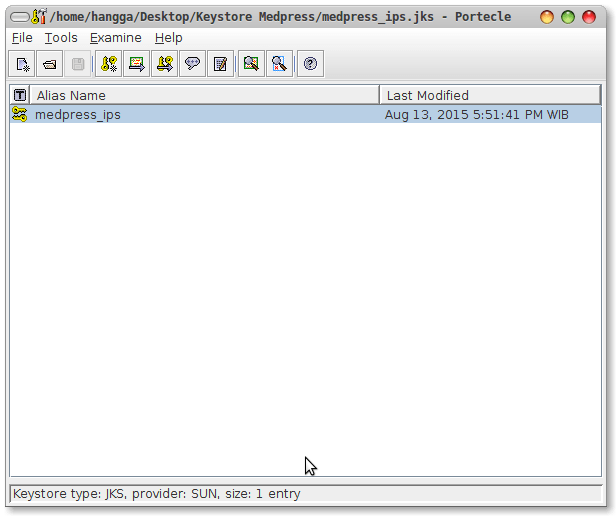 /home/hangga/Desktop/Keystore Medpress/medpress_ips.jks - Portecle
File Tools Examine Help
T Alias Name Last Modified
medpress_ips Aug 13, 2015 5:51:41 PM WIB
Keystore type: JKS, provider: SUN, size: 1 entry